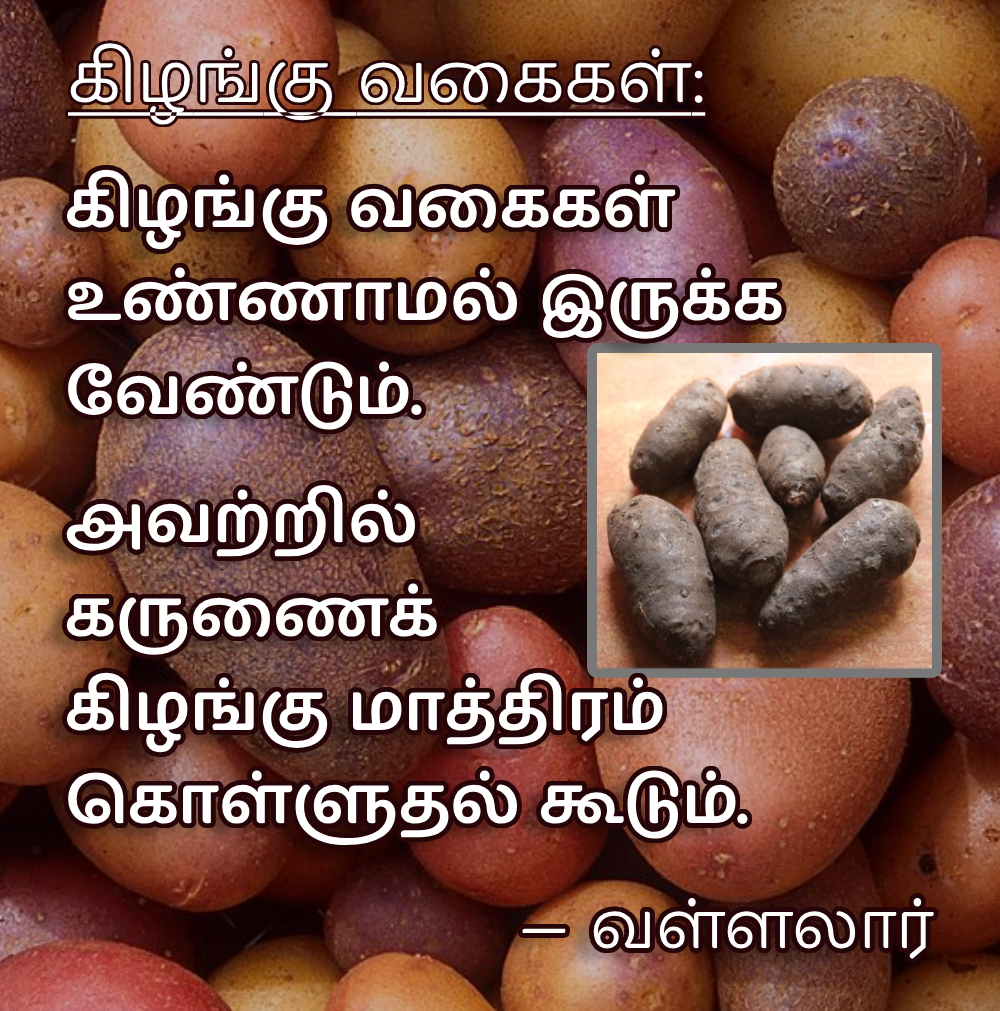 கிழங்கு வகைகள்:
கிழங்கு வகைகள்
உண்ணாமல் இருக்க
வேண்டும்.
அவற்றில்
கருணைக்
கிழங்கு மாத்திரம்
கொள்ளுதல் கூடும்.
– வள்ளலார்